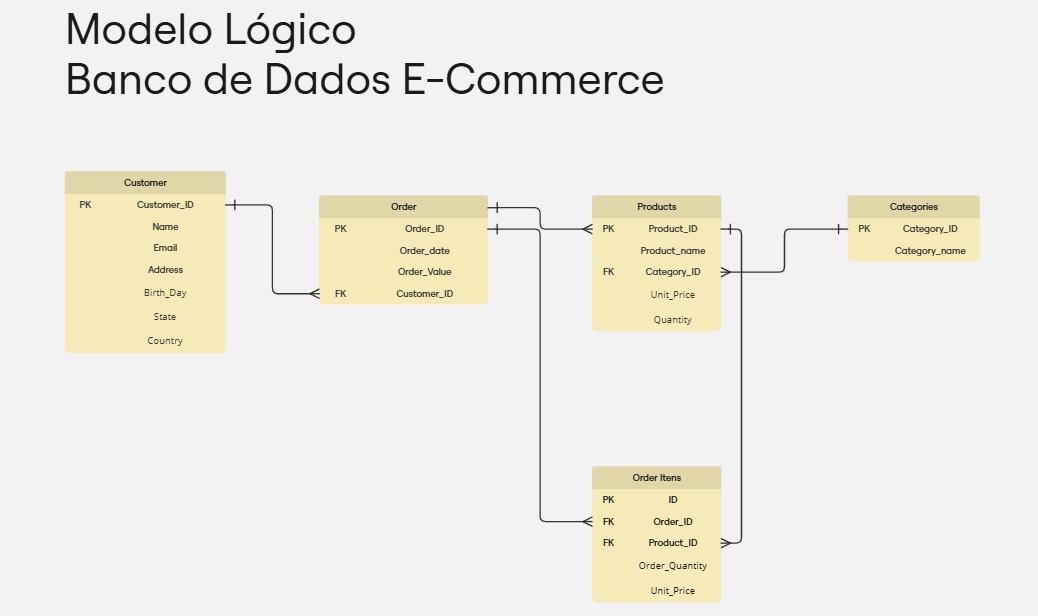 Modelo Lógico
Banco de Dados E-Commerce
Customer
PK Customer_ID
Name
Email
Address
Birth_Day
State
Country
Order
PK Order_ID
Order_date
Order_Value
FK Customer_ID
Products
PK Product_ID
Product_name
FK Category_ID
Unit_Price
Quantity
Categories
PK Category_ID
Category_name
Order Itens
PK ID
FK Order_ID
FK Product_ID
Order_Quantity
Unit_Price